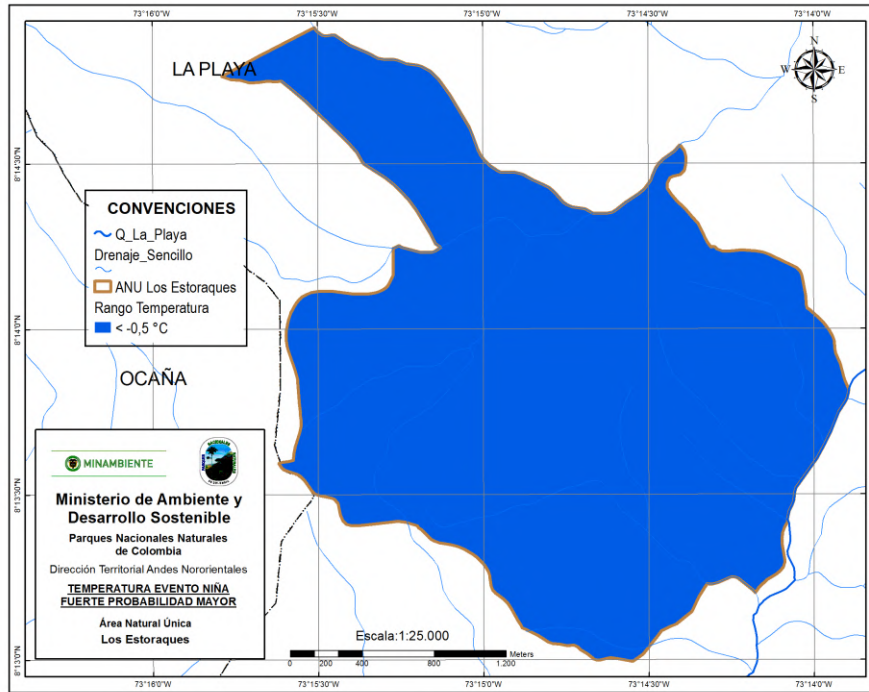 73°16'0"W 73°15'30"W 73°15'0"W 73°14'30"W 73°14'0"W
LA PLAYA
N
W E
S
8°14'30"N
8°14'0"N
8°13'30"N
8°13'0"N
CONVENCIONES
Q_La_Playa
Drenaje_Sencillo
ANU Los Estoraques
Rango Temperatura
< -0,5 °C
OCAÑA
MINAMBIENTE
Ministerio de Ambiente y
Desarrollo Sostenible
Parques Nacionales Naturales
de Colombia
Dirección Territorial Andes Nororientales
TEMPERATURA EVENTO NIÑA
FUERTE PROBABILIDAD MAYOR
Área Natural Única
Los Estoraques
Escala:1:25.000
Meters
0 200 400 800 1.200
73°16'0"W 73°15'30"W 73°15'0"W 73°14'30"W 73°14'0"W